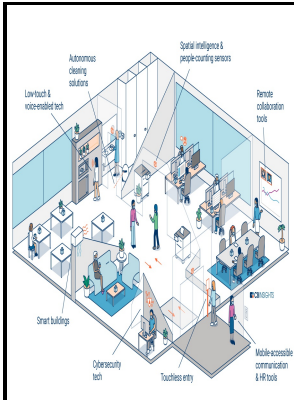 Spatial intelligence &
people-counting sensors
Autonomous
cleaning
solutions
Low-touch &
voice-enabled tech
Remote
collaboration
tools
CBINSIGHTS
Smart buildings
Cybersecurity
tech
Touchless entry
Mobile-accessible
communication
& HR tools